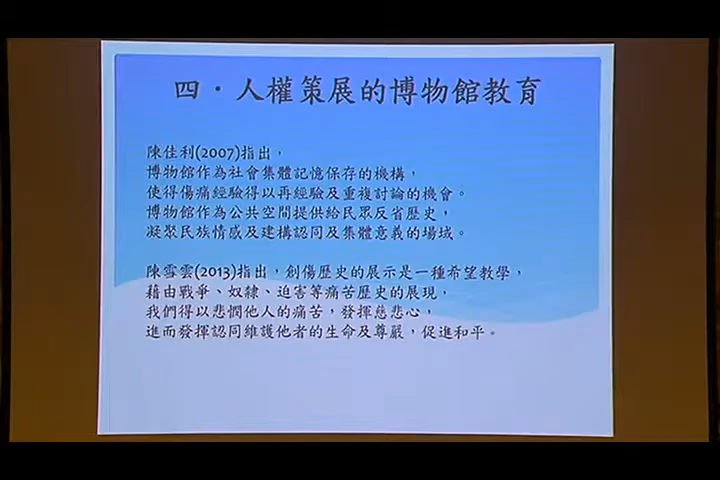 四．人權策展的博物館教育
陳佳利(2007)指出，
博物館作為社會集體記憶保存的機構，
使得傷痛經驗得以再經驗及重複討論的機會。
博物館作為公共空間提供給民眾反省歷史，
凝聚民族情感及建構認同及集體意義的場域。
陳雪雲(2013)指出，創傷歷史的展示是一種希望教學，
藉由戰爭、奴隸、迫害等痛苦歷史的展現，
我們得以悲憫他人的痛苦，發揮慈悲心，
進而發揮認同維護他者的生命及尊嚴，促進和平。